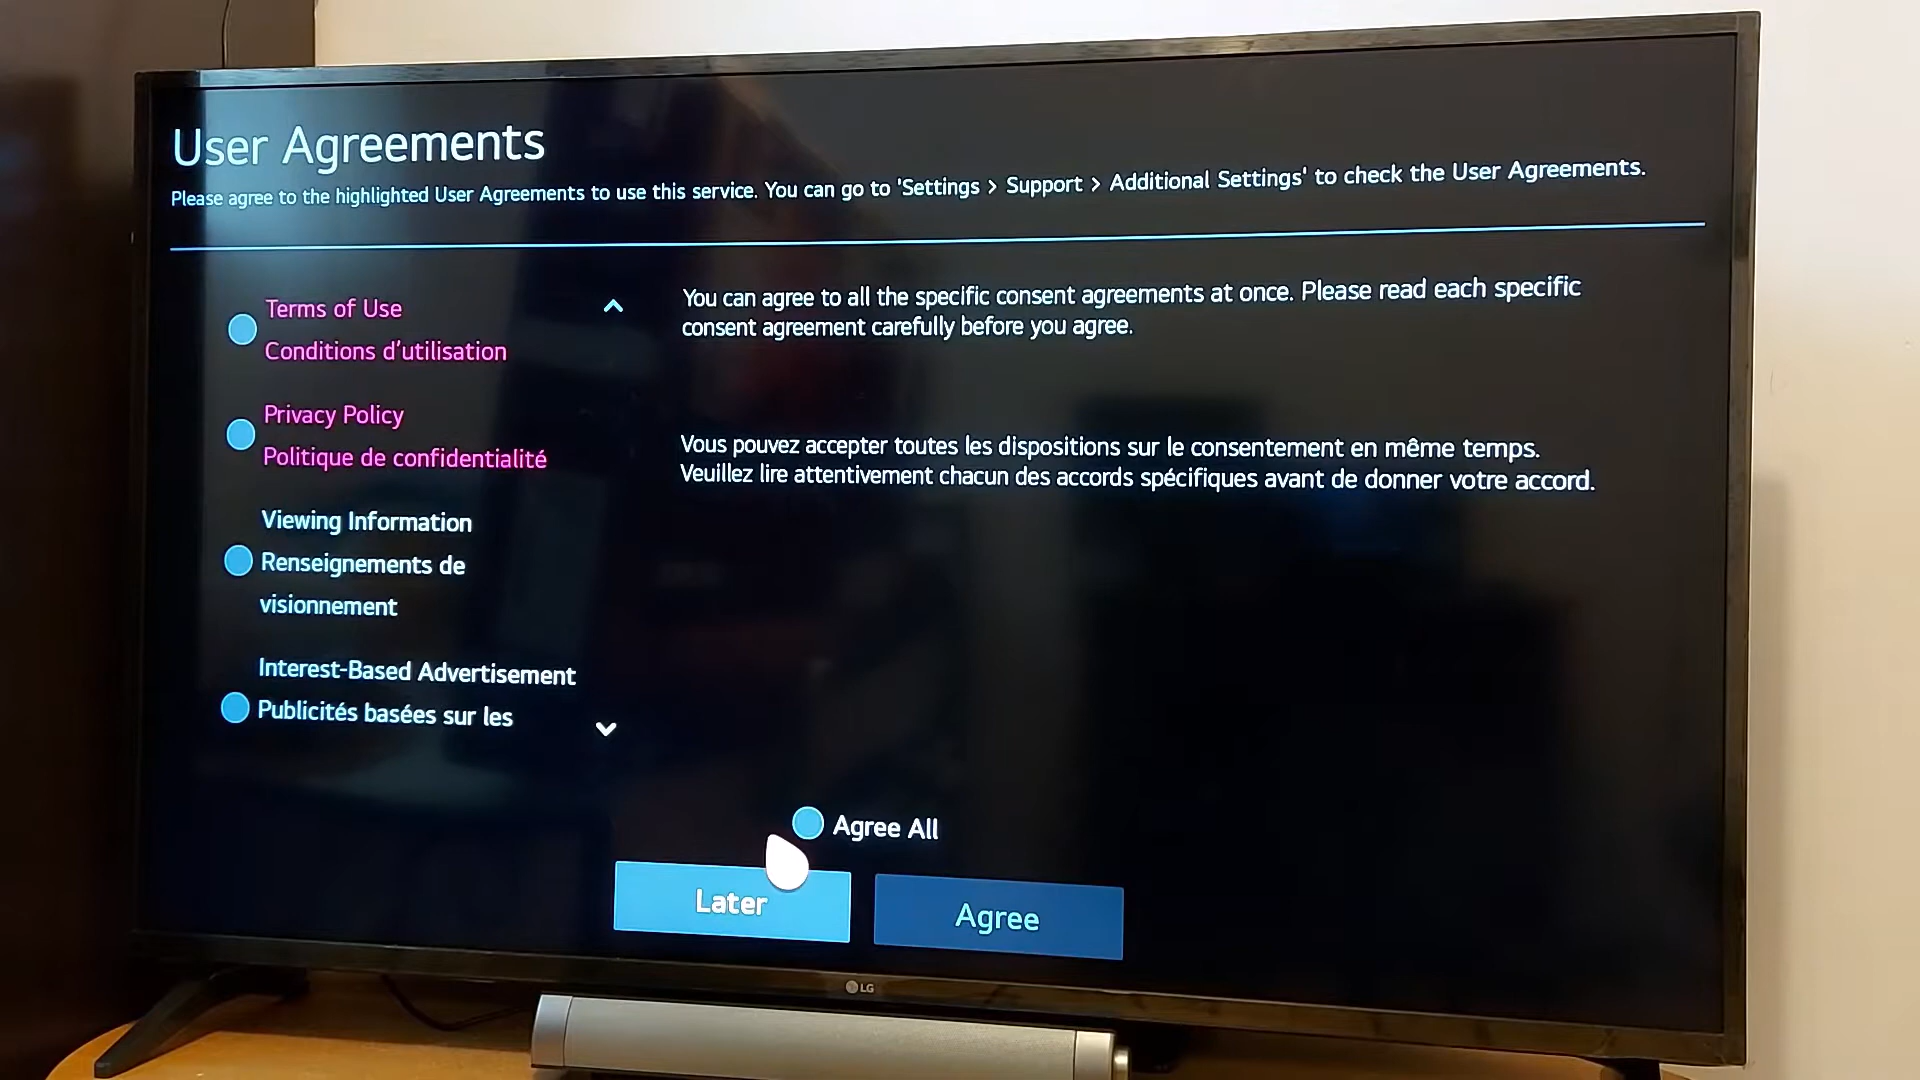 User Agreements
Please agree to the highlighted User Agreements to use this service. You can go to 'Settings > Support > Additional Settings' to check the User Agreements.
Terms of Use
Conditions d'utilisation
Privacy Policy
Politique de confidentialité
Viewing Information
Renseignements de
visionnement
Interest-Based Advertisement
Publicités basées sur les
You can agree to all the specific consent agreements at once. Please read each specific
consent agreement carefully before you agree.
Vous pouvez accepter toutes les dispositions sur le consentement en même temps.
Veuillez lire attentivement chacun des accords spécifiques avant de donner votre accord.
Agree All
Later
Agree
LG